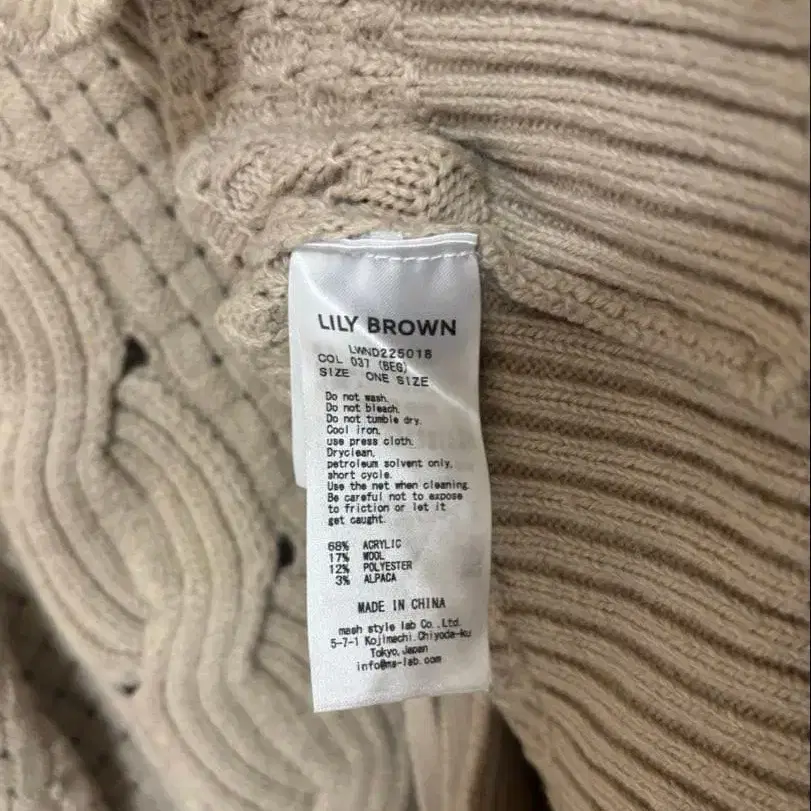 LILY BROWN
LWND225018
COL 037 (BEG)
SIZE ONE SIZE
Do not wash.
Do not bleach.
Do not tumble dry.
Cool iron,
use press cloth.
Dryclean,
petroleum solvent only,
short cycle.
Use the net when cleaning.
Be careful not to expose
to friction or let it
get caught.
68% ACRYLIC
17% WOOL
12% POLYESTER
3% ALPACA
MADE IN CHINA
mash style lab Co.,Ltd.
5-7-1 Kojimachi,Chiyoda-ku
Tokyo,Japan
info@ms-lab.com